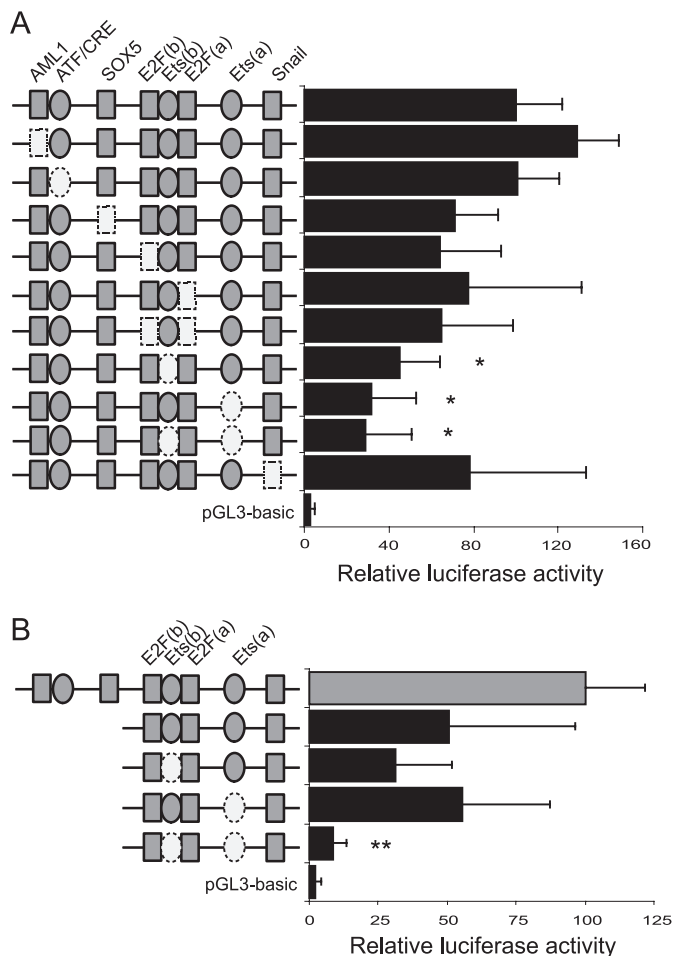 A
AML1 ATF/CRE SOX5 E2F(b) Ets(b) E2F(a) Ets(a) Snail
*
*
*
pGL3-basic
0 40 80 120 160
Relative luciferase activity
B
E2F(b) Ets(b) E2F(a) Ets(a)
**
pGL3-basic
0 25 50 75 100 125
Relative luciferase activity